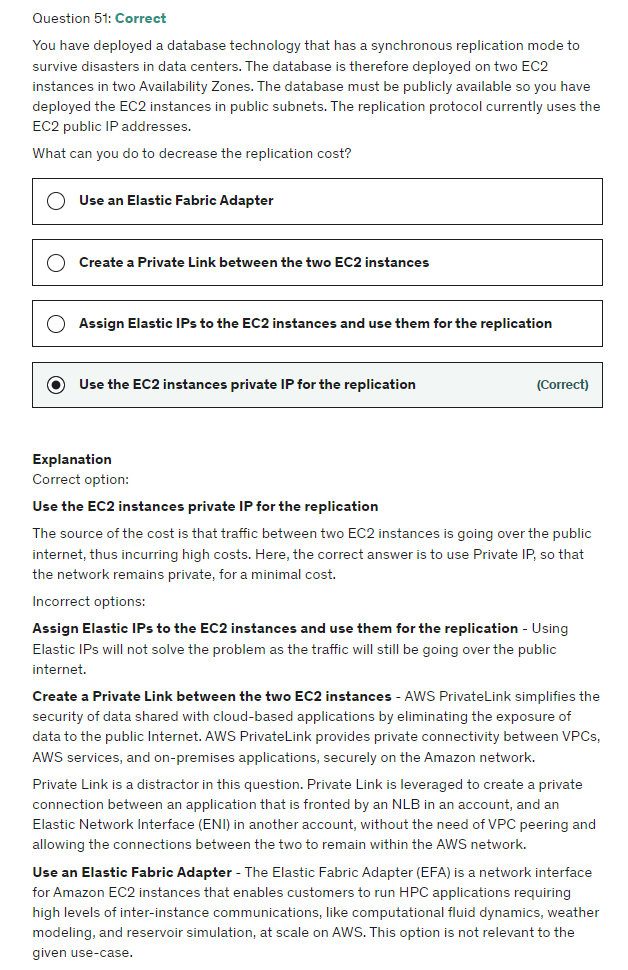 Question 51: Correct
You have deployed a database technology that has a synchronous replication mode to
survive disasters in data centers. The database is therefore deployed on two EC2
instances in two Availability Zones. The database must be publicly available so you have
deployed the EC2 instances in public subnets. The replication protocol currently uses the
EC2 public IP addresses.
What can you do to decrease the replication cost?
Use an Elastic Fabric Adapter
Create a Private Link between the two EC2 instances
Assign Elastic IPs to the EC2 instances and use them for the replication
Use the EC2 instances private IP for the replication (Correct)
Explanation
Correct option:
Use the EC2 instances private IP for the replication
The source of the cost is that traffic between two EC2 instances is going over the public
internet, thus incurring high costs. Here, the correct answer is to use Private IP, so that
the network remains private, for a minimal cost.
Incorrect options:
Assign Elastic IPs to the EC2 instances and use them for the replication - Using
Elastic IPs will not solve the problem as the traffic will still be going over the public
internet.
Create a Private Link between the two EC2 instances - AWS PrivateLink simplifies the
security of data shared with cloud-based applications by eliminating the exposure of
data to the public Internet. AWS PrivateLink provides private connectivity between VPCs,
AWS services, and on-premises applications, securely on the Amazon network.
Private Link is a distractor in this question. Private Link is leveraged to create a private
connection between an application that is fronted by an NLB in an account, and an
Elastic Network Interface (ENI) in another account, without the need of VPC peering and
allowing the connections between the two to remain within the AWS network.
Use an Elastic Fabric Adapter - The Elastic Fabric Adapter (EFA) is a network interface
for Amazon EC2 instances that enables customers to run HPC applications requiring
high levels of inter-instance communications, like computational fluid dynamics, weather
modeling, and reservoir simulation, at scale on AWS. This option is not relevant to the
given use-case.